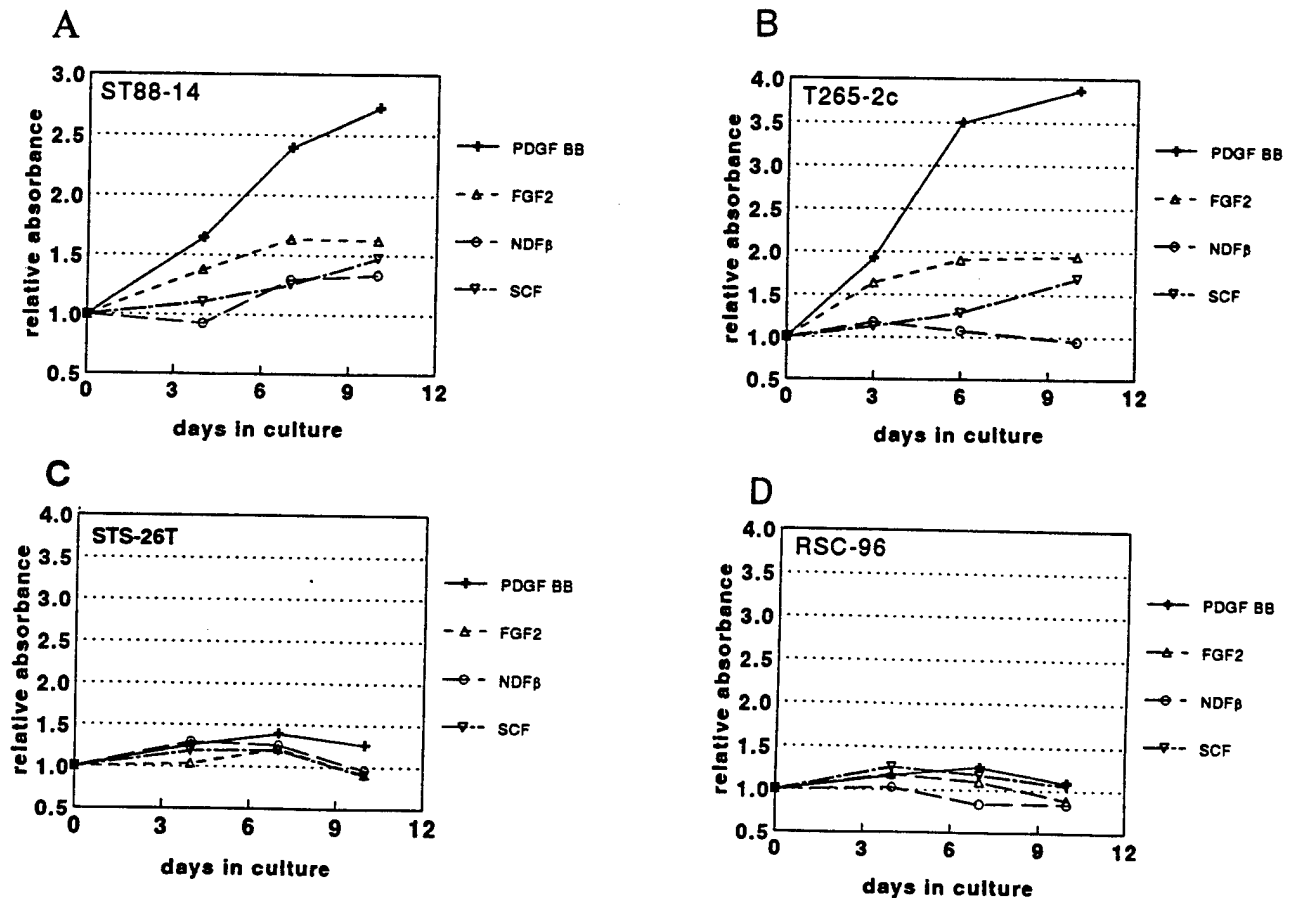 A
ST88-14
3.0
2.5
2.0
1.5
1.0
0.5
0 3 6 9 12
relative absorbance
days in culture
PDGF BB
FGF2
NDFβ
SCF
B
T265-2c
4.0
3.5
3.0
2.5
2.0
1.5
1.0
0.5
0 3 6 9 12
relative absorbance
days in culture
PDGF BB
FGF2
NDFβ
SCF
C
STS-26T
4.0
3.5
3.0
2.5
2.0
1.5
1.0
0.5
0 3 6 9 12
relative absorbance
days in culture
PDGF BB
FGF2
NDFβ
SCF
D
RSC-96
4.0
3.5
3.0
2.5
2.0
1.5
1.0
0.5
0 3 6 9 12
relative absorbance
days in culture
PDGF BB
FGF2
NDFβ
SCF